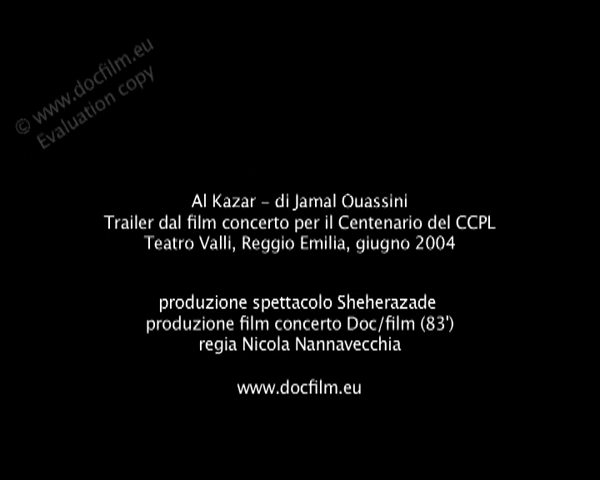 © www.docfilm.eu
Evaluation copy
Al Kazar – di Jamal Ouassini
Trailer dal film concerto per il Centenario del CCPL
Teatro Valli, Reggio Emilia, giugno 2004
produzione spettacolo Sheherazade
produzione film concerto Doc/film (83')
regia Nicola Nannavecchia
www.docfilm.eu